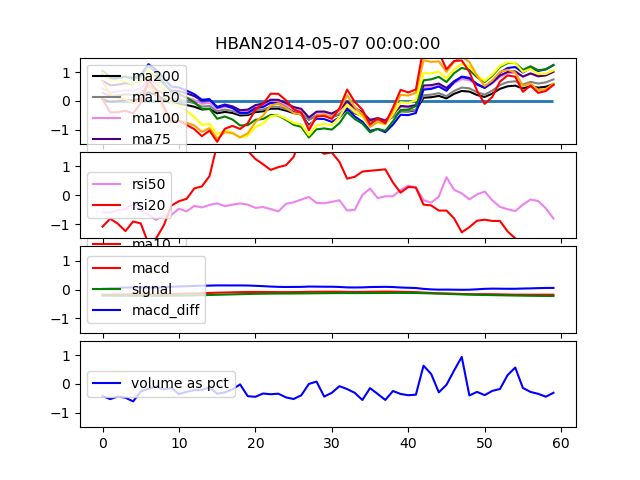 HBAN2014-05-07 00:00:00
1
0
−1
ma200
ma150
ma100
ma75
1
0
−1
rsi50
rsi20
ma10
1
0
−1
macd
signal
macd_diff
1
0
−1
volume as pct
0 10 20 30 40 50 60